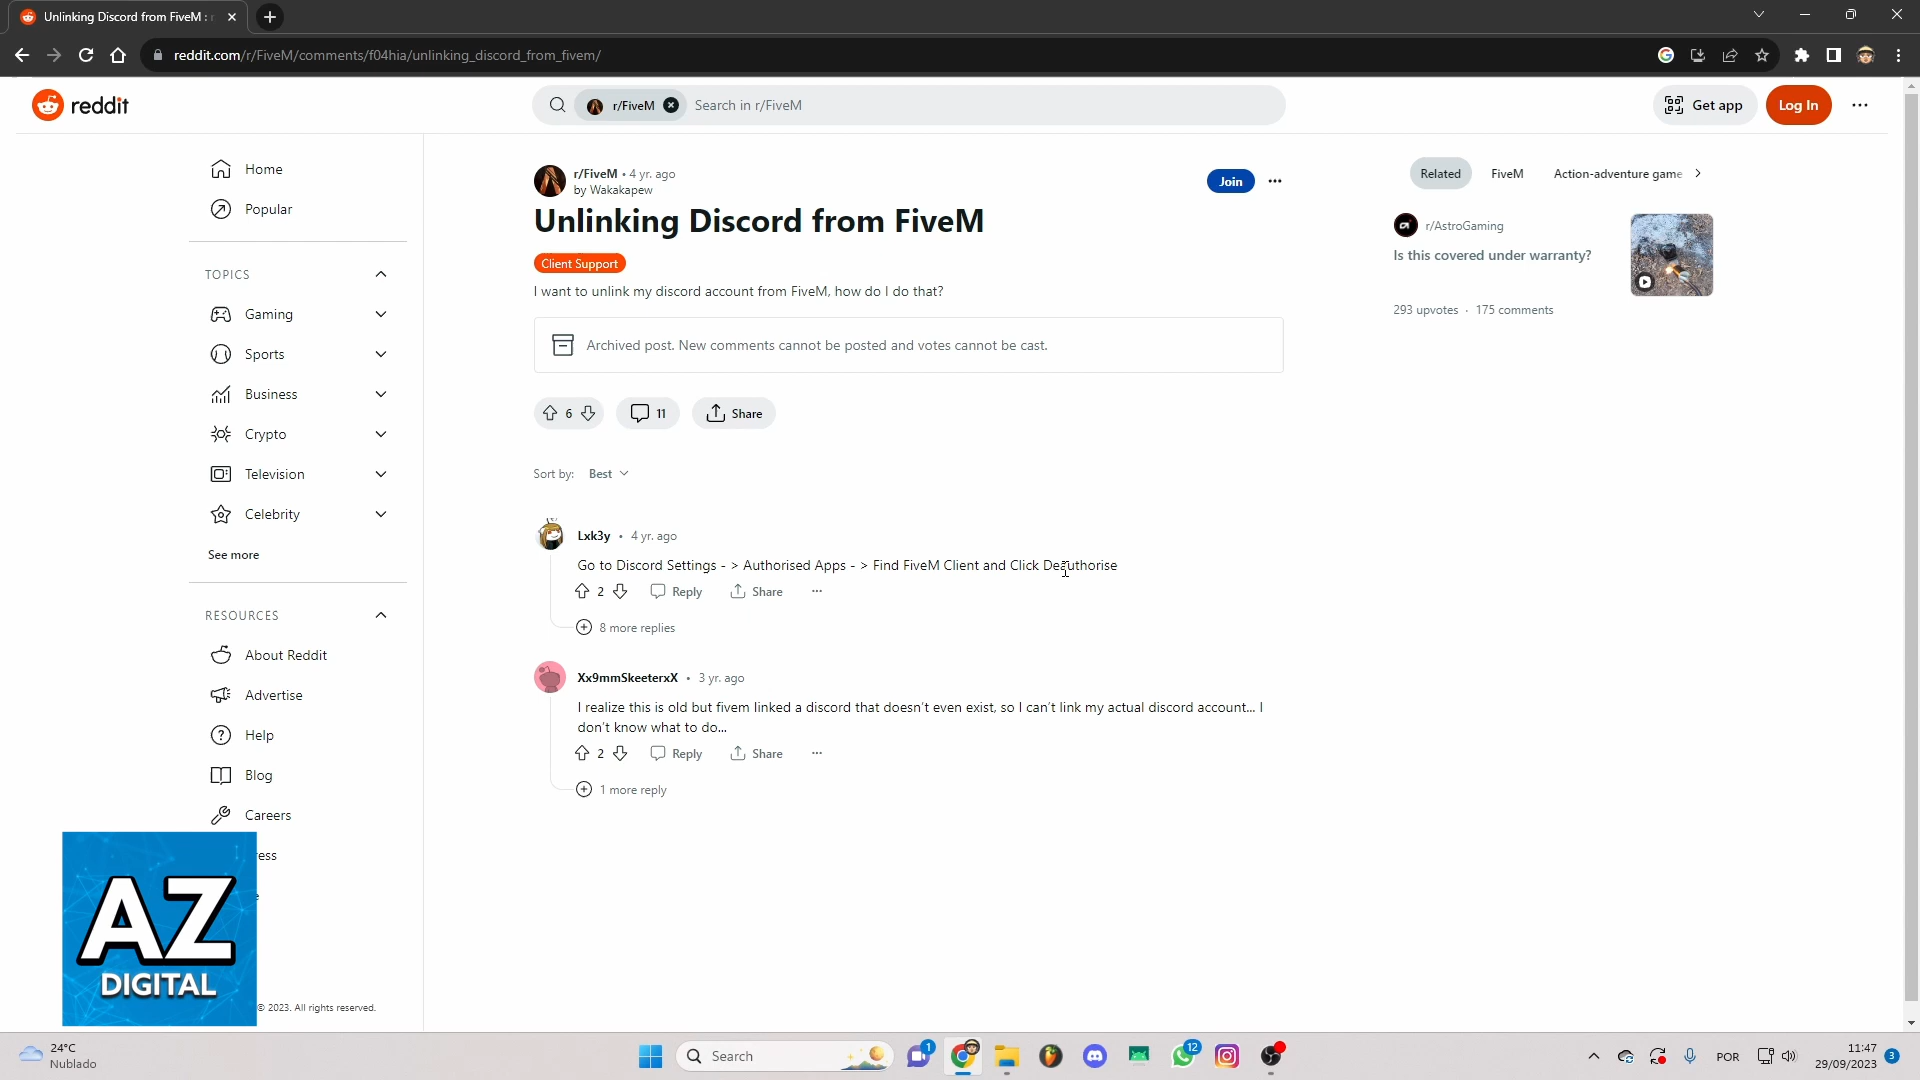 Unlinking Discord from FiveM :
reddit.com/r/FiveM/comments/f04hia/unlinking_discord_from_fivem/
reddit
r/FiveM
Search in r/FiveM
Get app
Log In
Home
Popular
TOPICS
Gaming
Sports
Business
Crypto
Television
Celebrity
See more
RESOURCES
About Reddit
Advertise
Help
Blog
Careers
ess
e
© 2023. All rights reserved.
AZ
DIGITAL
r/FiveM • 4 yr. ago
by Wakakapew
Join
Unlinking Discord from FiveM
Client Support
I want to unlink my discord account from FiveM, how do I do that?
Archived post. New comments cannot be posted and votes cannot be cast.
6
11
Share
Sort by: Best
Lxk3y • 4 yr. ago
Go to Discord Settings - > Authorised Apps - > Find FiveM Client and Click Deauthorise
2 Reply Share
8 more replies
Xx9mmSkeeterxX • 3 yr. ago
I realize this is old but fivem linked a discord that doesn't even exist, so I can't link my actual discord account... I
don't know what to do...
2 Reply Share
1 more reply
Related
FiveM
Action-adventure game
r/AstroGaming
Is this covered under warranty?
293 upvotes · 175 comments
24°C
Nublado
Search
1
12
POR
11:47
29/09/2023
3